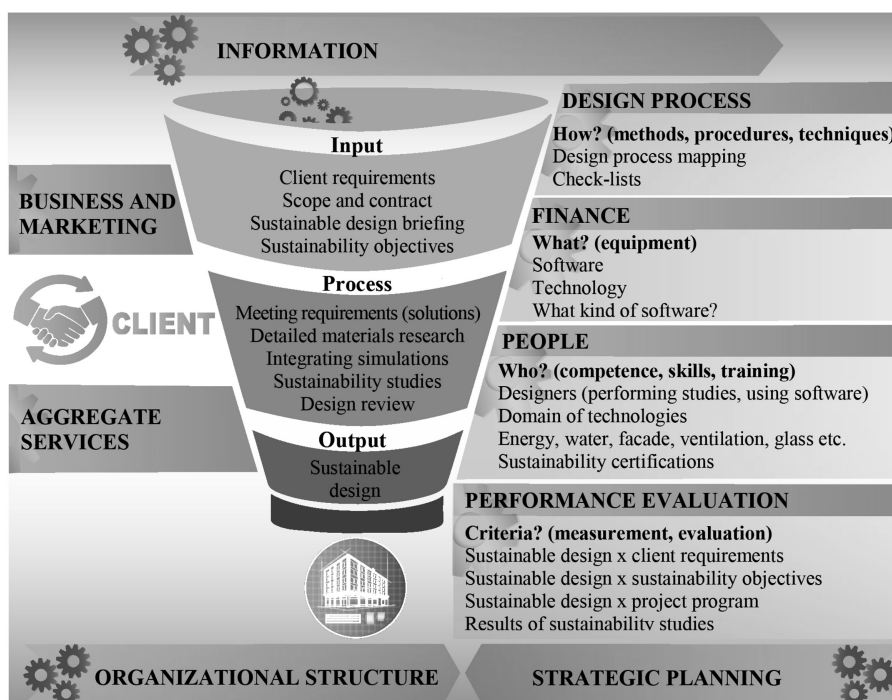 INFORMATION
Input
Client requirements
Scope and contract
Sustainable design briefing
Sustainability objectives
Process
Meeting requirements (solutions)
Detailed materials research
Integrating simulations
Sustainability studies
Design review
Output
Sustainable
design
BUSINESS AND
MARKETING
CLIENT
AGGREGATE
SERVICES
DESIGN PROCESS
How? (methods, procedures, techniques)
Design process mapping
Check-lists
FINANCE
What? (equipment)
Software
Technology
What kind of software?
PEOPLE
Who? (competence, skills, training)
Designers (performing studies, using software)
Domain of technologies
Energy, water, facade, ventilation, glass etc.
Sustainability certifications
PERFORMANCE EVALUATION
Criteria? (measurement, evaluation)
Sustainable design x client requirements
Sustainable design x sustainability objectives
Sustainable design x project program
Results of sustainability studies
ORGANIZATIONAL STRUCTURE
STRATEGIC PLANNING